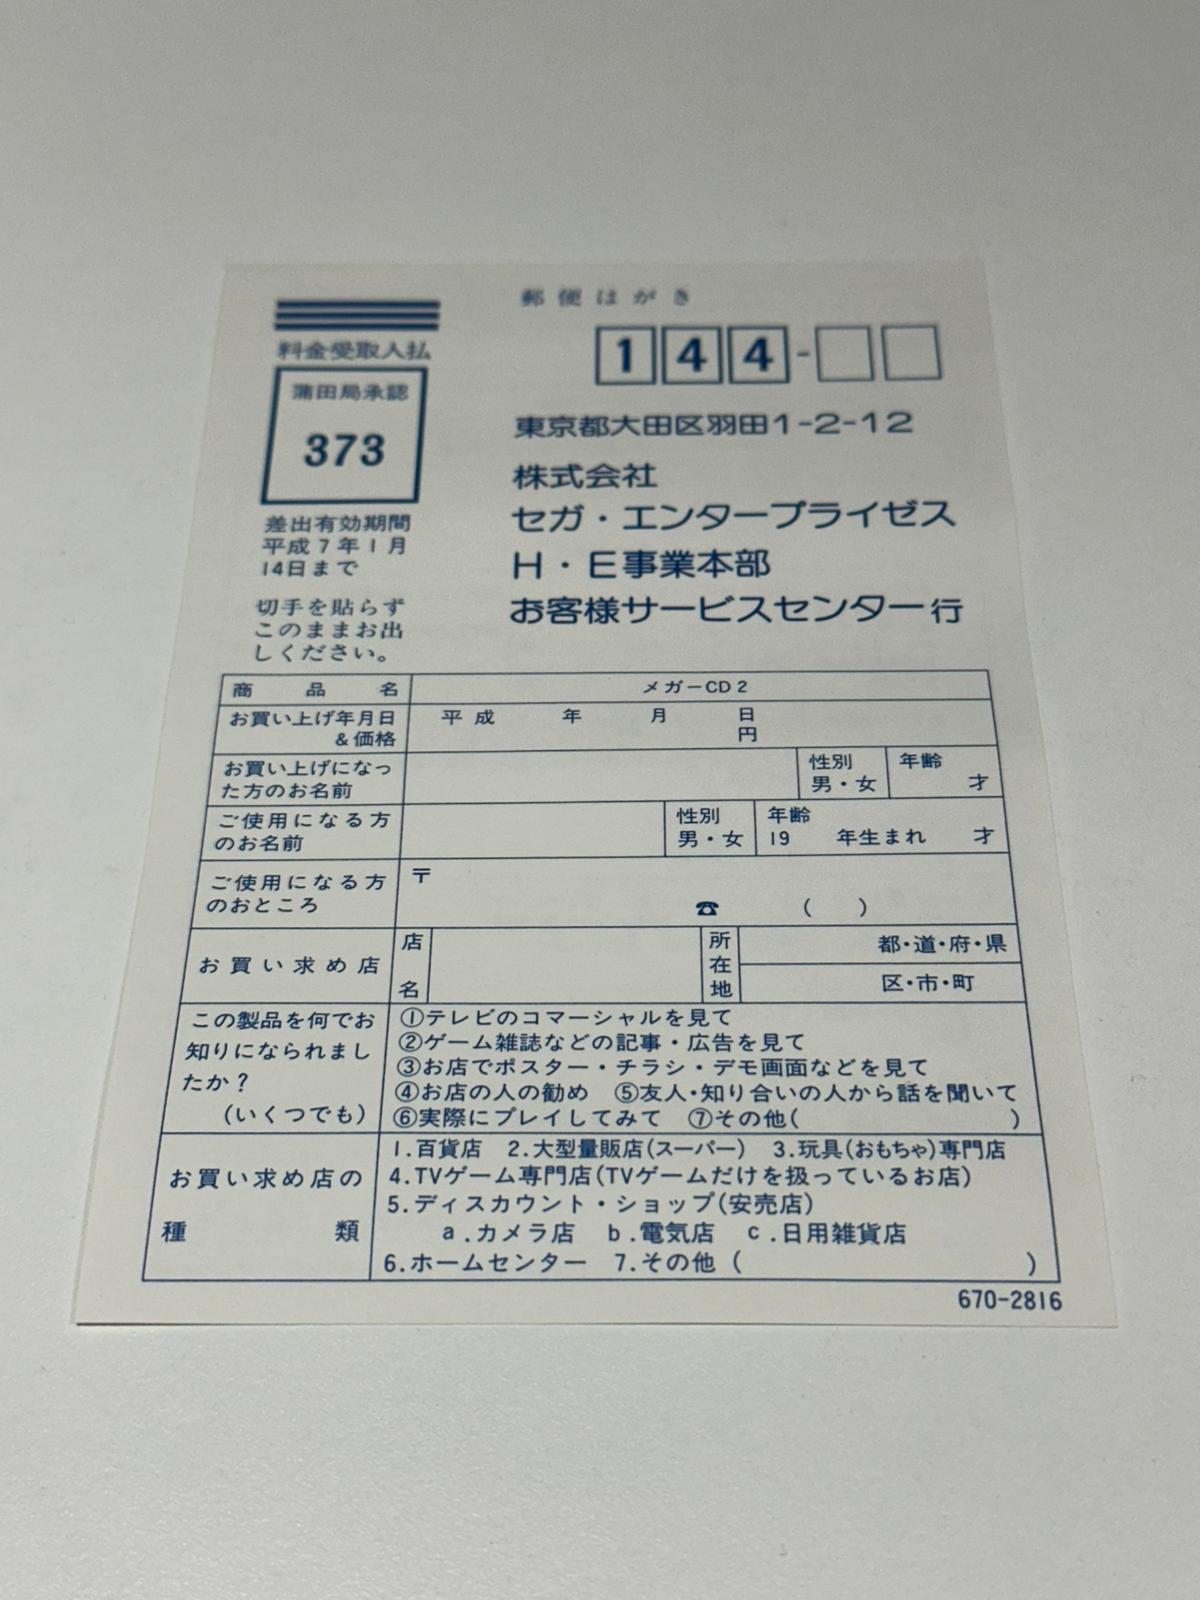 郵便はがき
料金受取人払
蒲田局承認
373
差出有効期間
平成7年1月
14日まで
切手を貼らず
このままお出
しください。
144-
東京都大田区羽田1-2-12
株式会社
セガ・エンタープライゼス
H・E事業本部
お客様サービスセンター行
商品名 メガーCD2
お買い上げ年月日 平成 年 月 日
&価格 円
お買い上げになっ 性別 年齢
た方のお名前 男・女 才
ご使用になる方 性別 年齢
のお名前 男・女 19 年生まれ 才
ご使用になる方 〒
のおところ ☎ ( )
お買い求め店 店名 所在地 都・道・府・県
区・市・町
この製品を何でお
知りになられまし
たか?
(いくつでも)
①テレビのコマーシャルを見て
②ゲーム雑誌などの記事・広告を見て
③お店でポスター・チラシ・デモ画面などを見て
④お店の人の勧め ⑤友人・知り合いの人から話を聞いて
⑥実際にプレイしてみて ⑦その他( )
お買い求め店の
種類
1.百貨店 2.大型量販店(スーパー) 3.玩具(おもちゃ)専門店
4.TVゲーム専門店(TVゲームだけを扱っているお店)
5.ディスカウント・ショップ(安売店)
a.カメラ店 b.電気店 c.日用雑貨店
6.ホームセンター 7.その他( )
670-2816